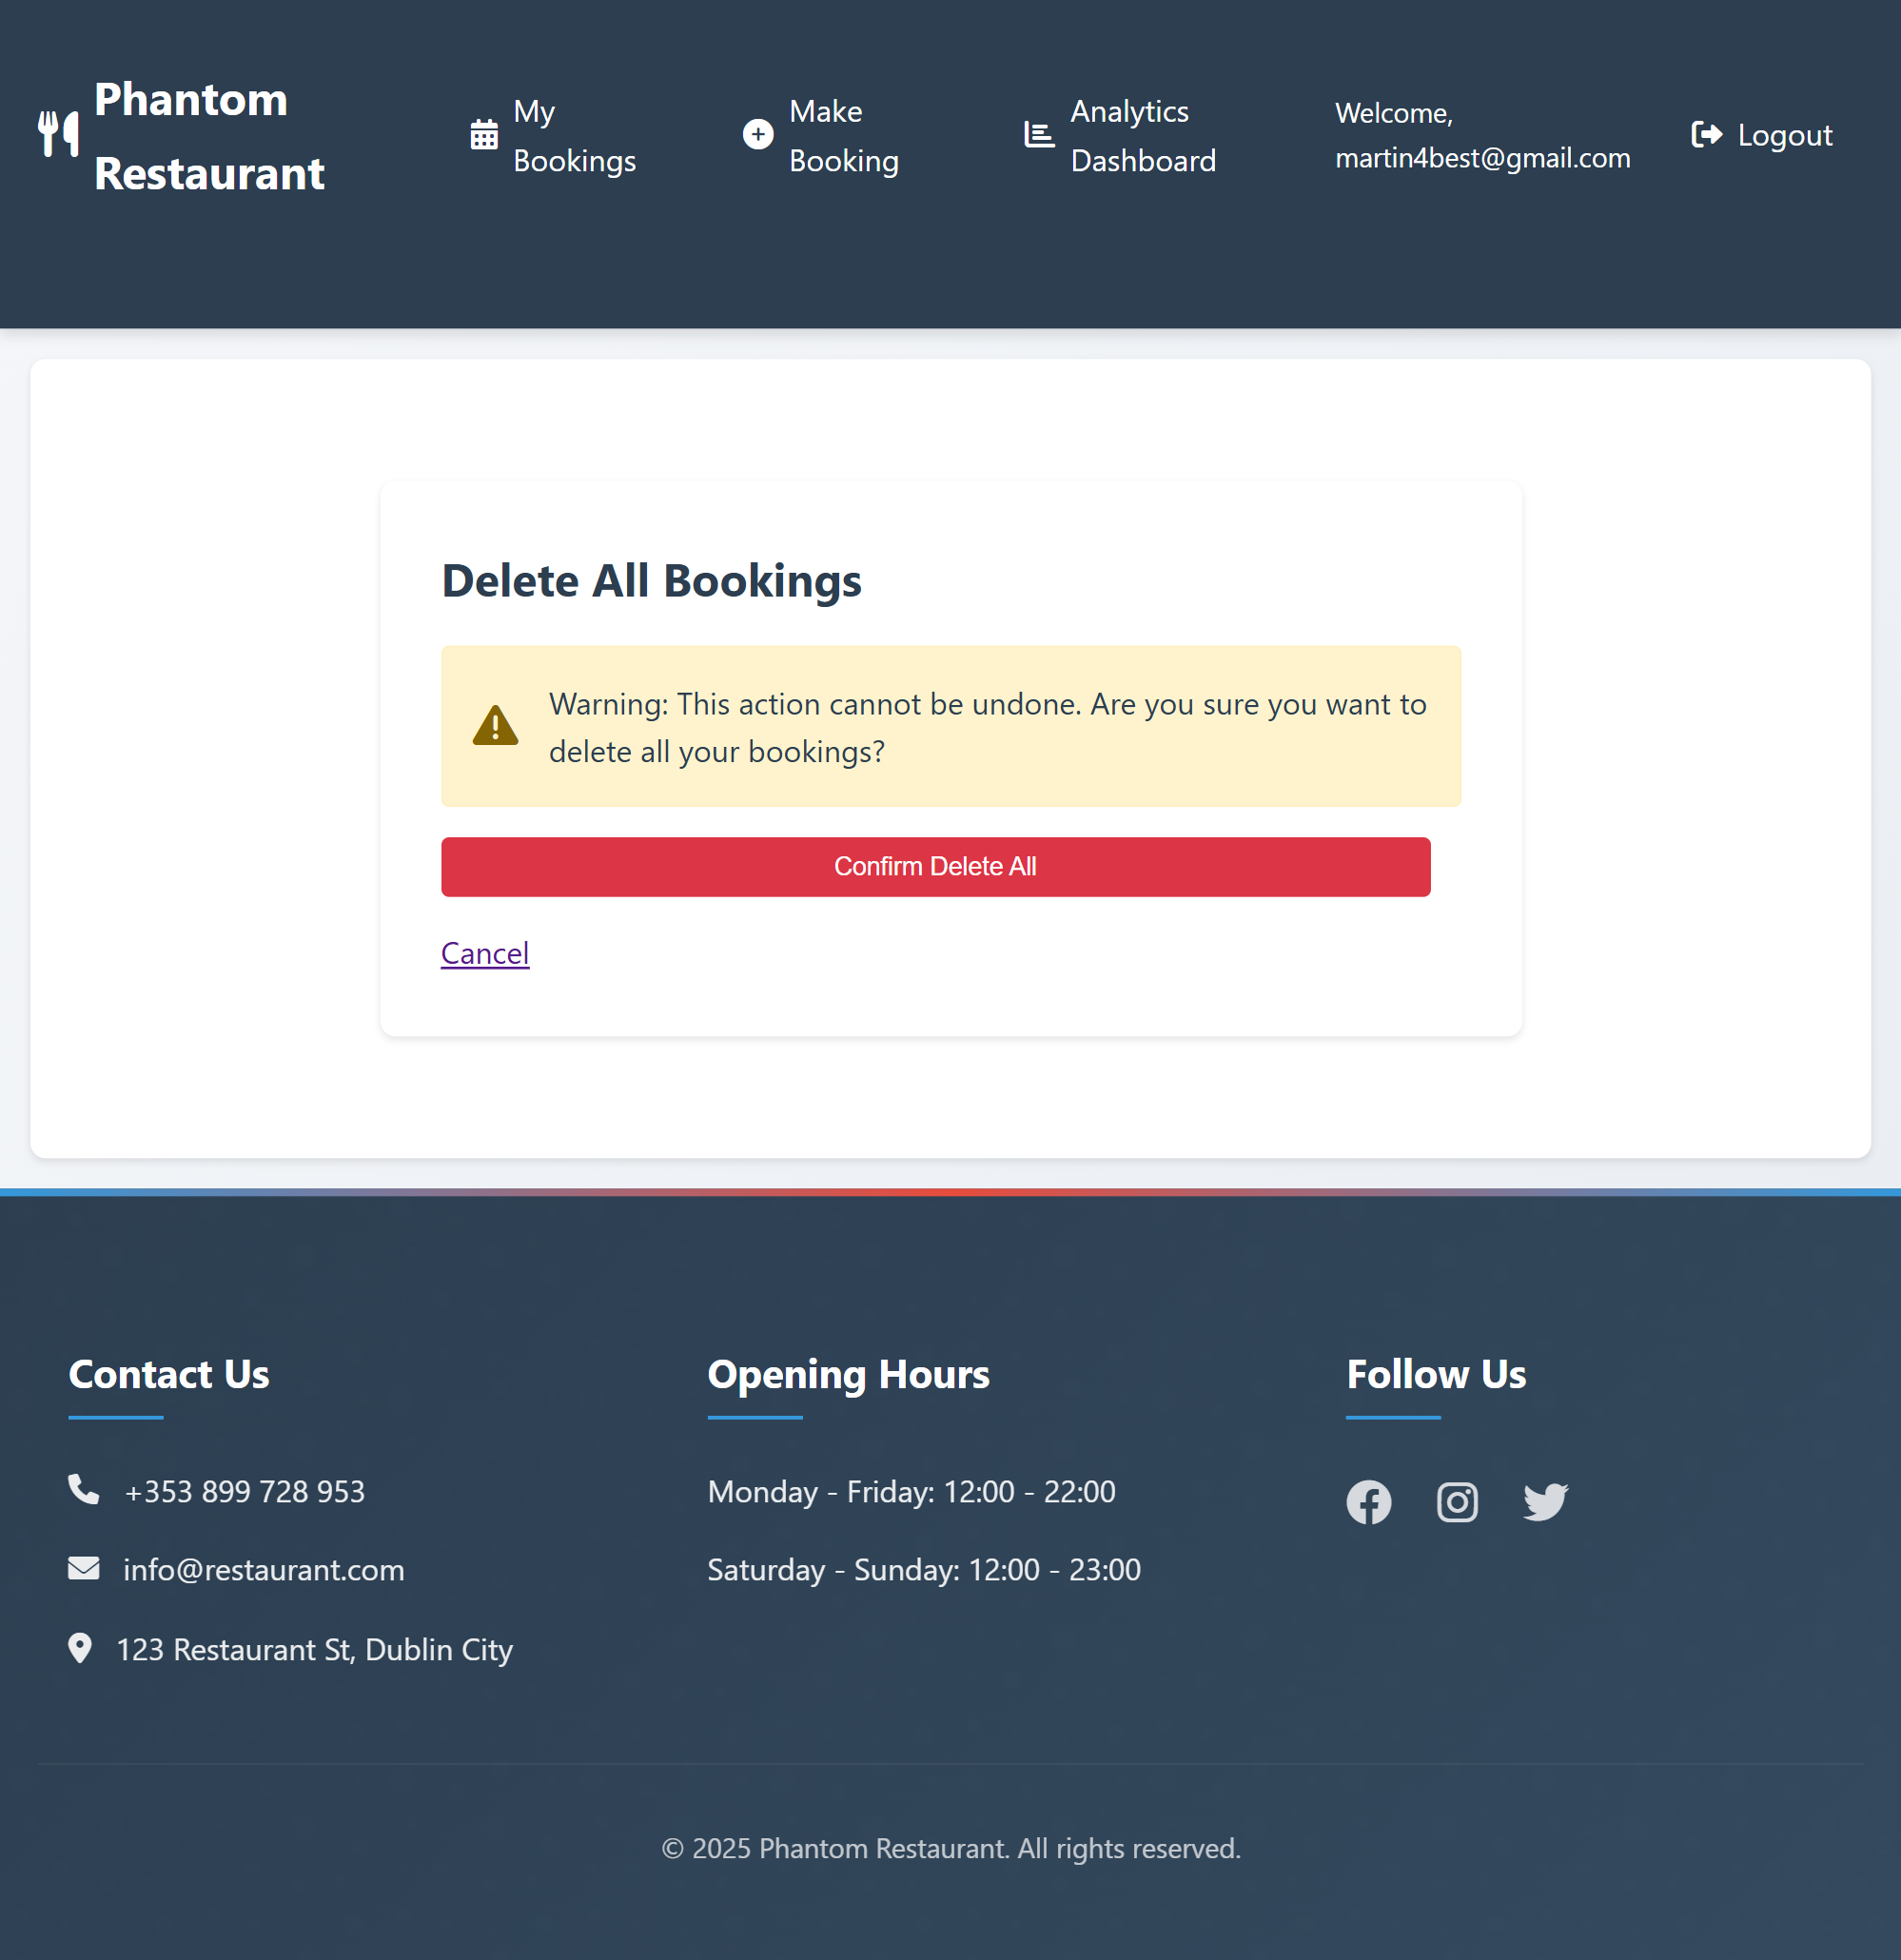 Phantom
Restaurant
My
Bookings
Make
Booking
Analytics
Dashboard
Welcome,
martin4best@gmail.com
Logout
Delete All Bookings
Warning: This action cannot be undone. Are you sure you want to
delete all your bookings?
Confirm Delete All
Cancel
Contact Us
+353 899 728 953
info@restaurant.com
123 Restaurant St, Dublin City
Opening Hours
Monday - Friday: 12:00 - 22:00
Saturday - Sunday: 12:00 - 23:00
Follow Us
© 2025 Phantom Restaurant. All rights reserved.